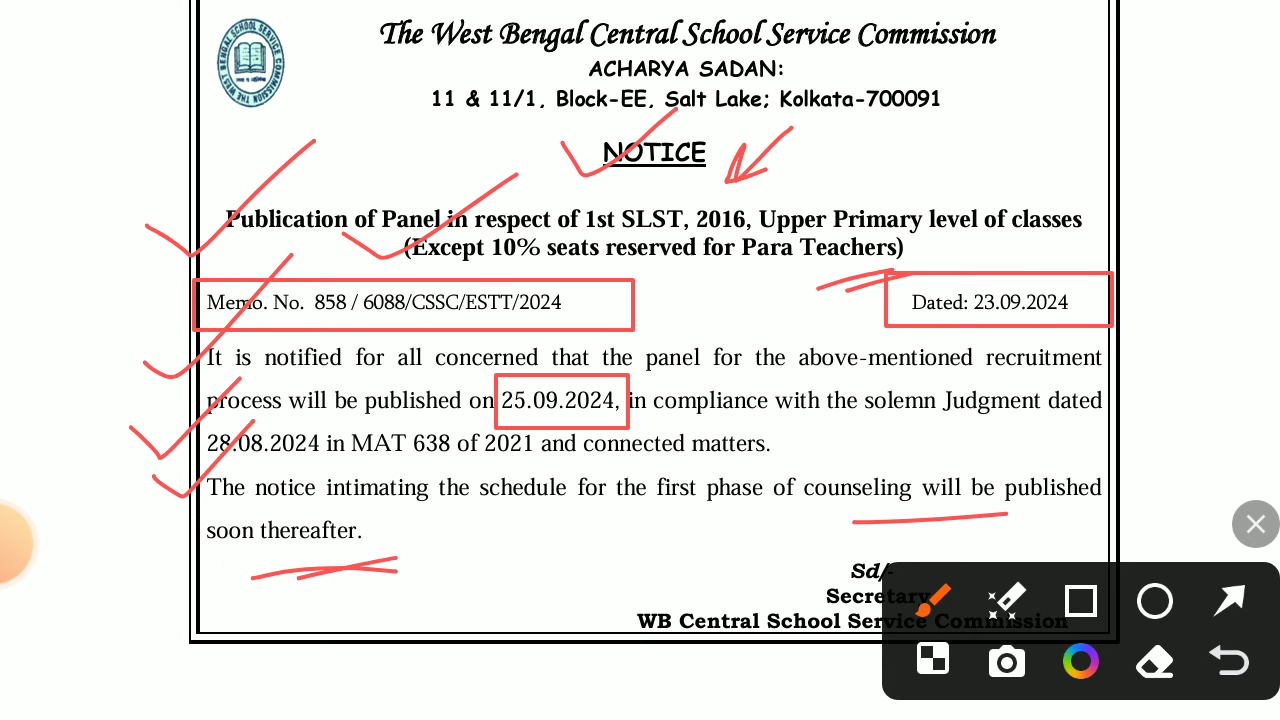 The West Bengal Central School Service Commission
ACHARYA SADAN:
11 & 11/1, Block-EE, Salt Lake; Kolkata-700091
NOTICE
Publication of Panel in respect of 1st SLST, 2016, Upper Primary level of classes
(Except 10% seats reserved for Para Teachers)
Memo. No. 858 / 6088/CSSC/ESTT/2024 Dated: 23.09.2024
It is notified for all concerned that the panel for the above-mentioned recruitment
process will be published on 25.09.2024, in compliance with the solemn Judgment dated
28.08.2024 in MAT 638 of 2021 and connected matters.
The notice intimating the schedule for the first phase of counseling will be published
soon thereafter.
Sd/-
Secretary
WB Central School Service Commission